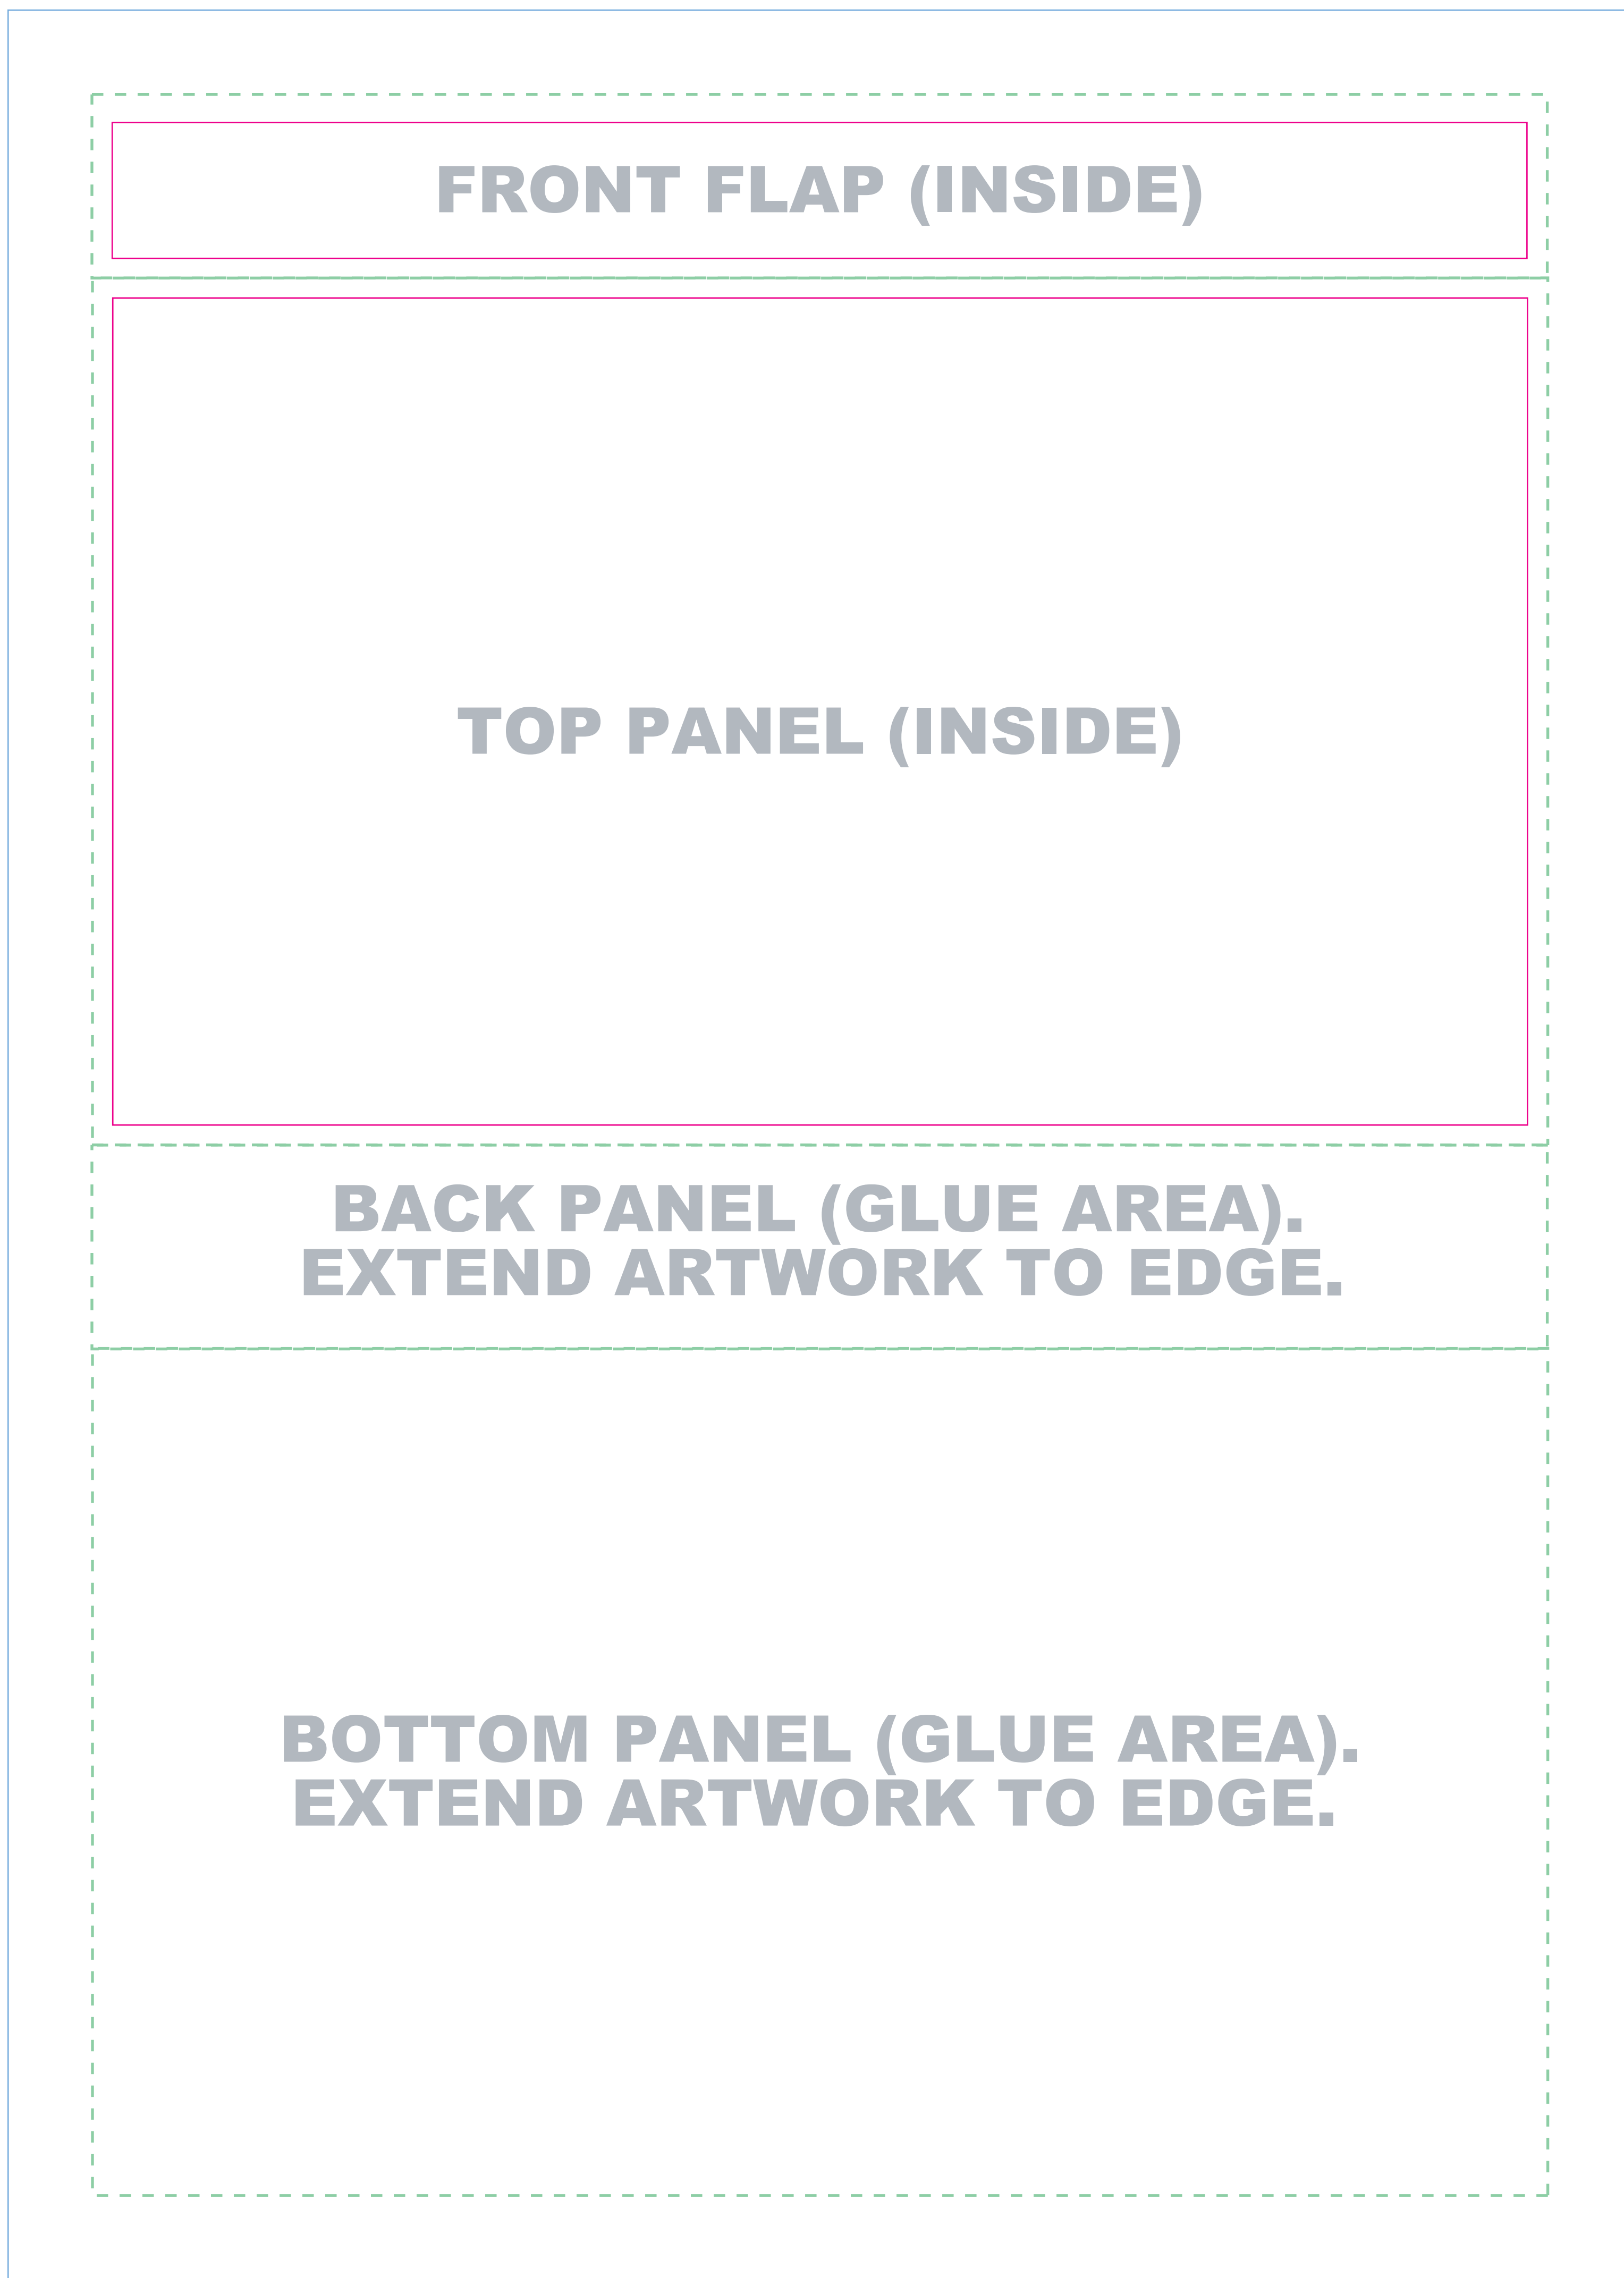 FRONT FLAP (INSIDE)
TOP PANEL (INSIDE)
BACK PANEL (GLUE AREA).
EXTEND ARTWORK TO EDGE.
BOTTOM PANEL (GLUE AREA).
EXTEND ARTWORK TO EDGE.